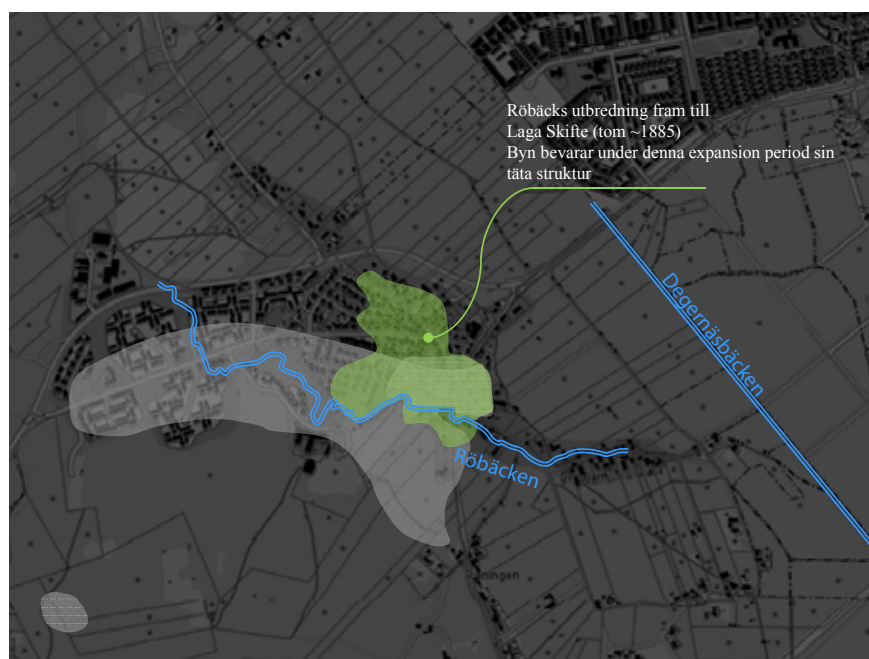 Röbäcks utbredning fram till
Laga Skifte (tom ~1885)
Byn bevarar under denna expansion period sin
täta struktur
Degernäsbäcken
Röbäcken